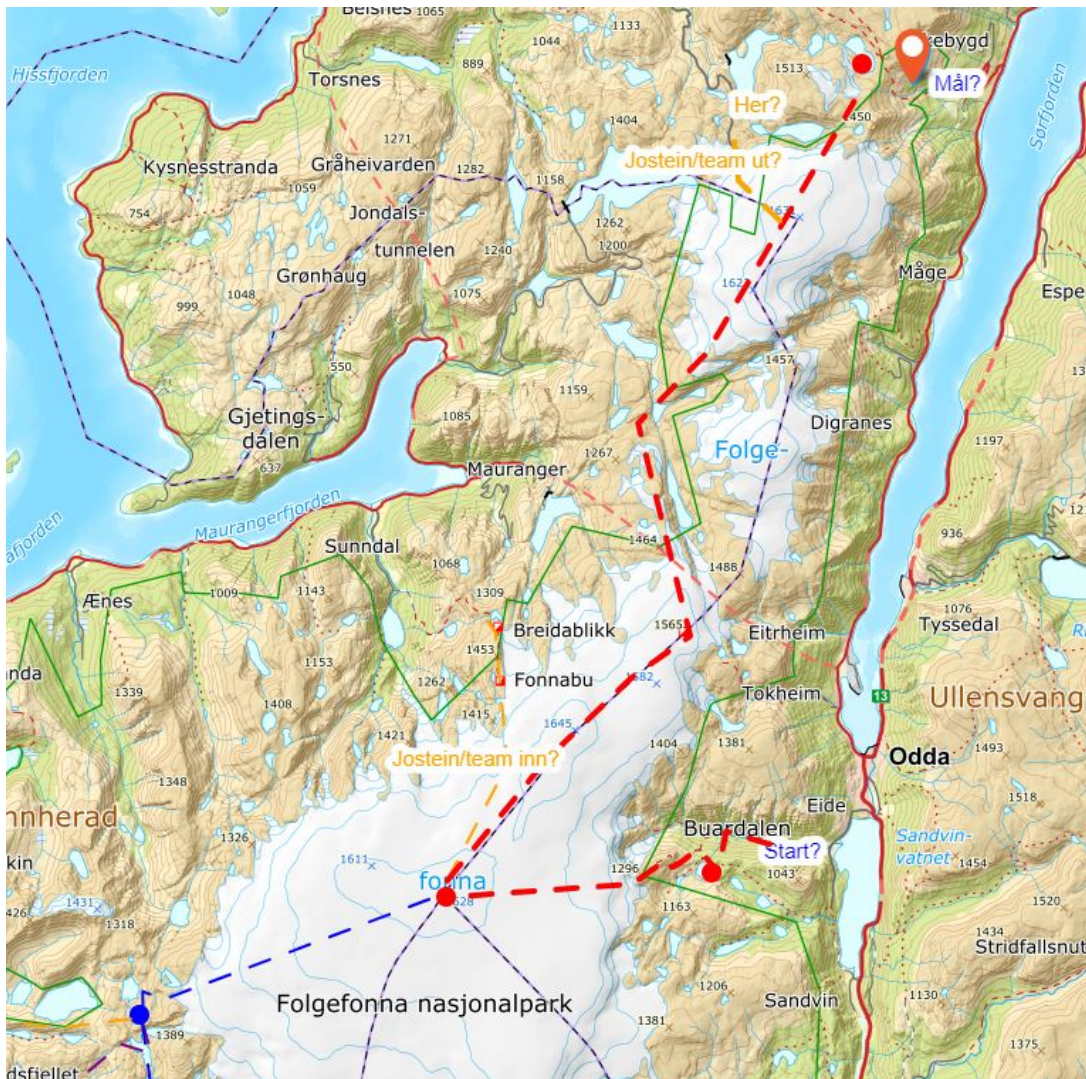 1065
1133
Hissfjorden
889
1044
Torsnes
1513
Mål?
Her?
1404
1450
Sørfjorden
1271
Kysnesstranda
Gråheivarden
1282
Jostein/team ut?
1059
1158
754
Jondals-
tunnelen
1262
1200
1240
Grønhaug
Måge
1048
1075
999
550
1457
1159
Gjetings-
dalen
1085
Digranes
Folge-
637
1267
Mauranger
1197
Maurangerfjorden
Sunndal
1464
936
1068
1488
1009
1143
1309
Ænes
1076
Breidablikk
1565
Eitrheim
Tyssedal
1453
1153
1339
1262
Fonnabu
1582
Tokheim
13
Ullensvang
1408
1415
1645
1421
1404
1381
1493
Jostein/team inn?
Odda
1348
1518
Eide
1326
Buardalen
Sandvin-
vatnet
Start?
1611
1296
1043
1454
fonna
1431
1163
1520
1318
1434
Stridfallsnut
Folgefonna nasjonalpark
1206
Sandvin
1130
1389
1381
1375